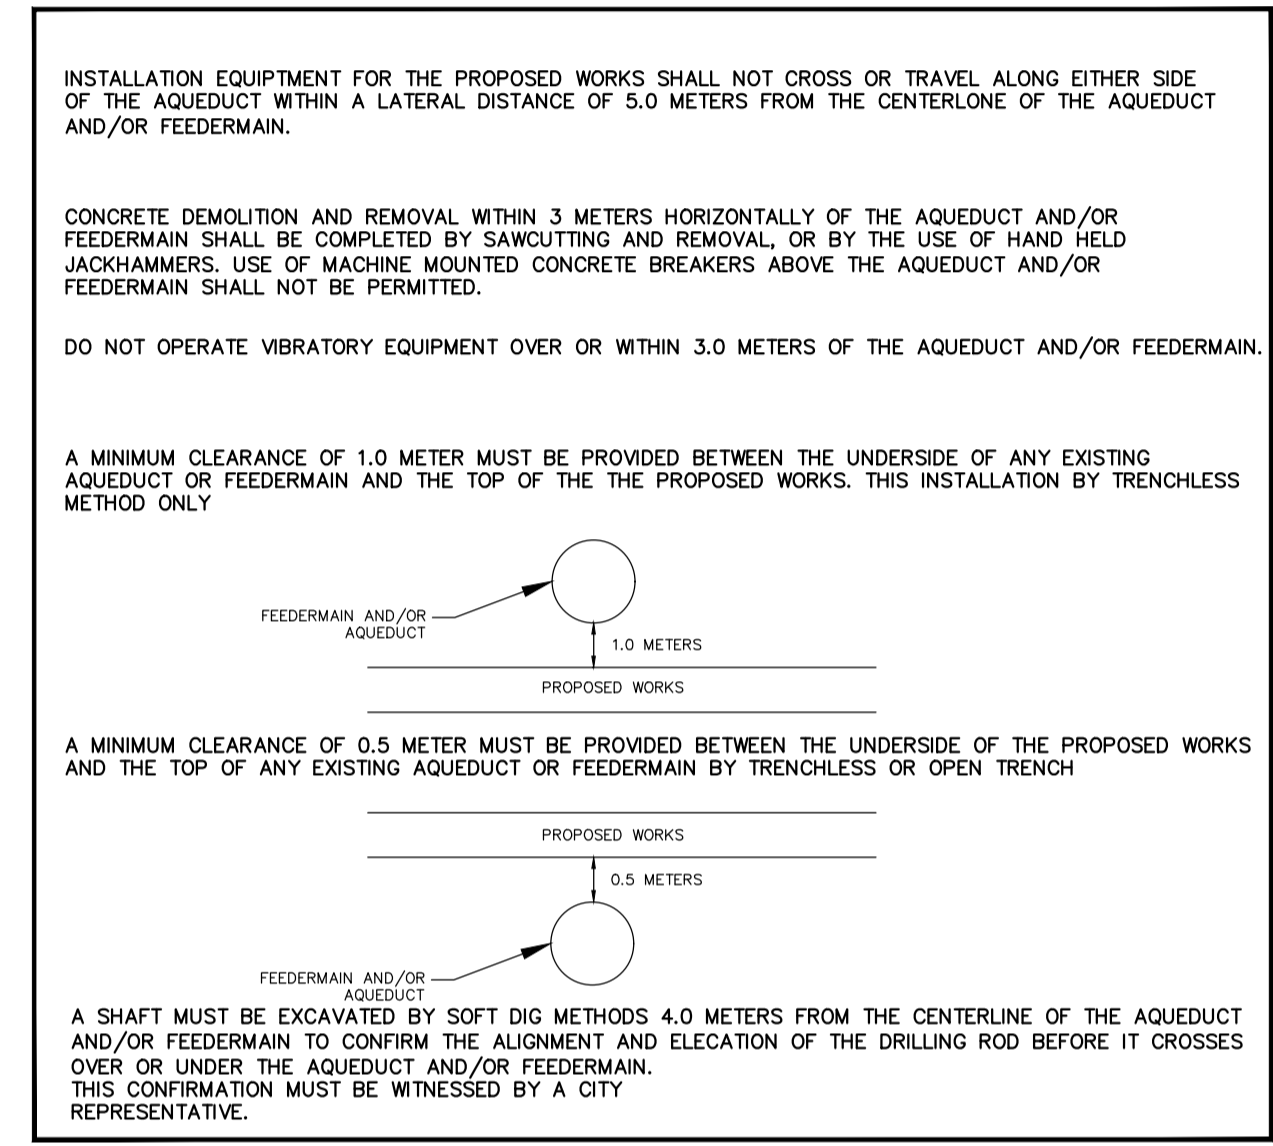 INSTALLATION EQUIPTMENT FOR THE PROPOSED WORKS SHALL NOT CROSS OR TRAVEL ALONG EITHER SIDE
OF THE AQUEDUCT WITHIN A LATERAL DISTANCE OF 5.0 METERS FROM THE CENTERLONE OF THE AQUEDUCT
AND/OR FEEDERMAIN.
CONCRETE DEMOLITION AND REMOVAL WITHIN 3 METERS HORIZONTALLY OF THE AQUEDUCT AND/OR
FEEDERMAIN SHALL BE COMPLETED BY SAWCUTTING AND REMOVAL, OR BY THE USE OF HAND HELD
JACKHAMMERS. USE OF MACHINE MOUNTED CONCRETE BREAKERS ABOVE THE AQUEDUCT AND/OR
FEEDERMAIN SHALL NOT BE PERMITTED.
DO NOT OPERATE VIBRATORY EQUIPMENT OVER OR WITHIN 3.0 METERS OF THE AQUEDUCT AND/OR FEEDERMAIN.
A MINIMUM CLEARANCE OF 1.0 METER MUST BE PROVIDED BETWEEN THE UNDERSIDE OF ANY EXISTING
AQUEDUCT OR FEEDERMAIN AND THE TOP OF THE THE PROPOSED WORKS. THIS INSTALLATION BY TRENCHLESS
METHOD ONLY
FEEDERMAIN AND/OR
AQUEDUCT
1.0 METERS
PROPOSED WORKS
A MINIMUM CLEARANCE OF 0.5 METER MUST BE PROVIDED BETWEEN THE UNDERSIDE OF THE PROPOSED WORKS
AND THE TOP OF ANY EXISTING AQUEDUCT OR FEEDERMAIN BY TRENCHLESS OR OPEN TRENCH
PROPOSED WORKS
0.5 METERS
FEEDERMAIN AND/OR
AQUEDUCT
A SHAFT MUST BE EXCAVATED BY SOFT DIG METHODS 4.0 METERS FROM THE CENTERLINE OF THE AQUEDUCT
AND/OR FEEDERMAIN TO CONFIRM THE ALIGNMENT AND ELECATION OF THE DRILLING ROD BEFORE IT CROSSES
OVER OR UNDER THE AQUEDUCT AND/OR FEEDERMAIN.
THIS CONFIRMATION MUST BE WITNESSED BY A CITY
REPRESENTATIVE.